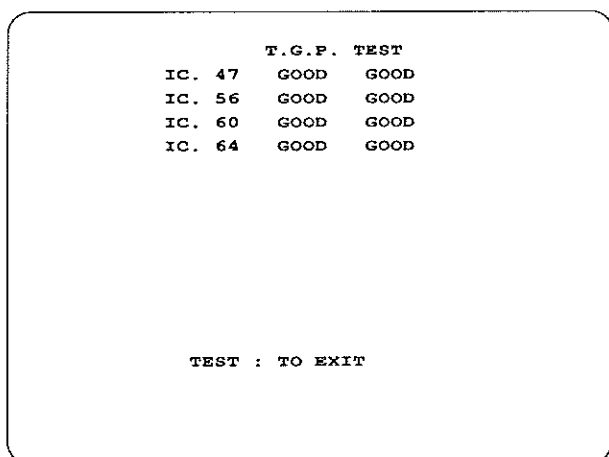 T.G.P. TEST
IC. 47 GOOD GOOD
IC. 56 GOOD GOOD
IC. 60 GOOD GOOD
IC. 64 GOOD GOOD
TEST : TO EXIT